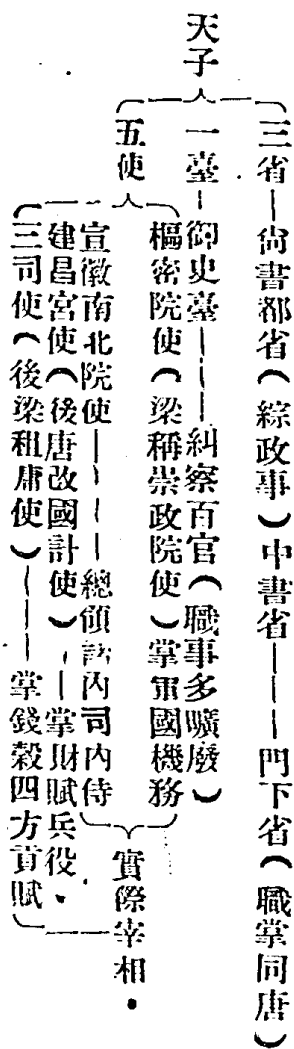 天子
三省—尚書都省（綜政事）中書省———門下省（職掌同唐）
一臺—御史臺———糾察百官（職事多曠廢）
五使
樞密院使（梁稱崇政院使）掌軍國機務
宣徽南北院使———總領諸內司內侍
建昌宮使（後唐改國計使）、—掌財賦兵役、
三司使（後梁租庸使）———掌錢穀四方貢賦
實際宰相・